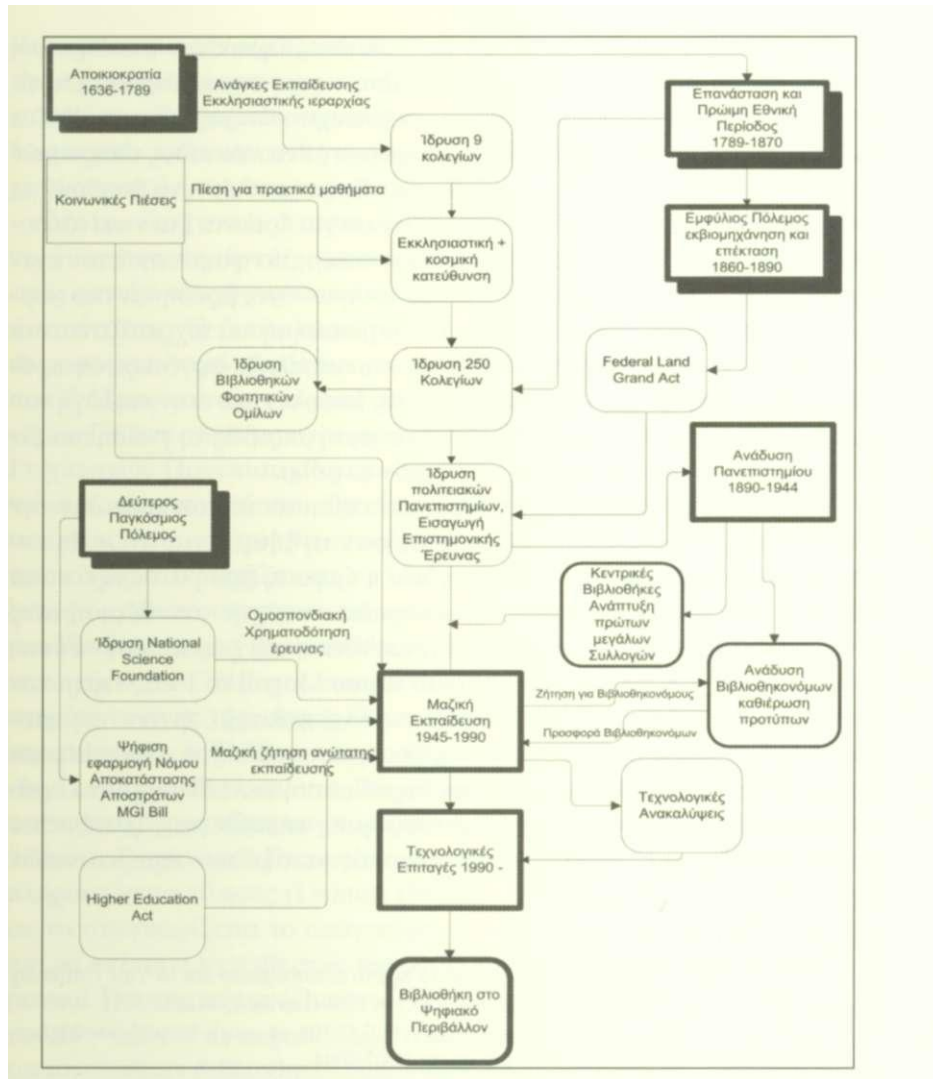 Αποικιοκρατία
1636-1789
Ανάγκες Εκπαίδευσης
Εκκλησιαστικής ιεραρχίας
Επανάσταση και
Πρώιμη Εθνική
Περίοδος
1789-1870
Ίδρυση 9
κολεγίων
Κοινωνικές Πιέσεις
Πίεση για πρακτικά μαθήματα
Εκκλησιαστική +
κοσμική
κατεύθυνση
Εμφύλιος Πόλεμος
εκβιομηχάνηση και
επέκταση
1860-1890
Ίδρυση
Βιβλιοθηκών
Φοιτητικών
Ομίλων
Ίδρυση 250
Κολεγίων
Federal Land
Grand Act
Ίδρυση
πολιτειακών
Πανεπιστημίων,
Εισαγωγή
Επιστημονικής
Έρευνας
Ανάδυση
Πανεπιστημίου
1890-1944
Δεύτερος
Παγκόσμιος
Πόλεμος
Κεντρικές
Βιβλιοθήκες
Ανάπτυξη
πρώτων
μεγάλων
Συλλογών
Ομοσπονδιακή
Χρηματοδότηση
έρευνας
Ίδρυση National
Science
Foundation
Μαζική
Εκπαίδευση
1945-1990
Ζήτηση για Βιβλιοθηκονόμους
Προσφορά Βιβλιοθηκονόμων
Ανάδυση
Βιβλιοθηκονόμων
καθιέρωση
προτύπων
Ψήφιση
εφαρμογή Νόμου
Αποκατάστασης
Αποστράτων
MGI Bill
Μαζική ζήτηση ανώτατης
εκπαίδευσης
Τεχνολογικές
Ανακαλύψεις
Τεχνολογικές
Επιταγές 1990 -
Higher Education
Act
Βιβλιοθήκη στο
Ψηφιακό
Περιβάλλον